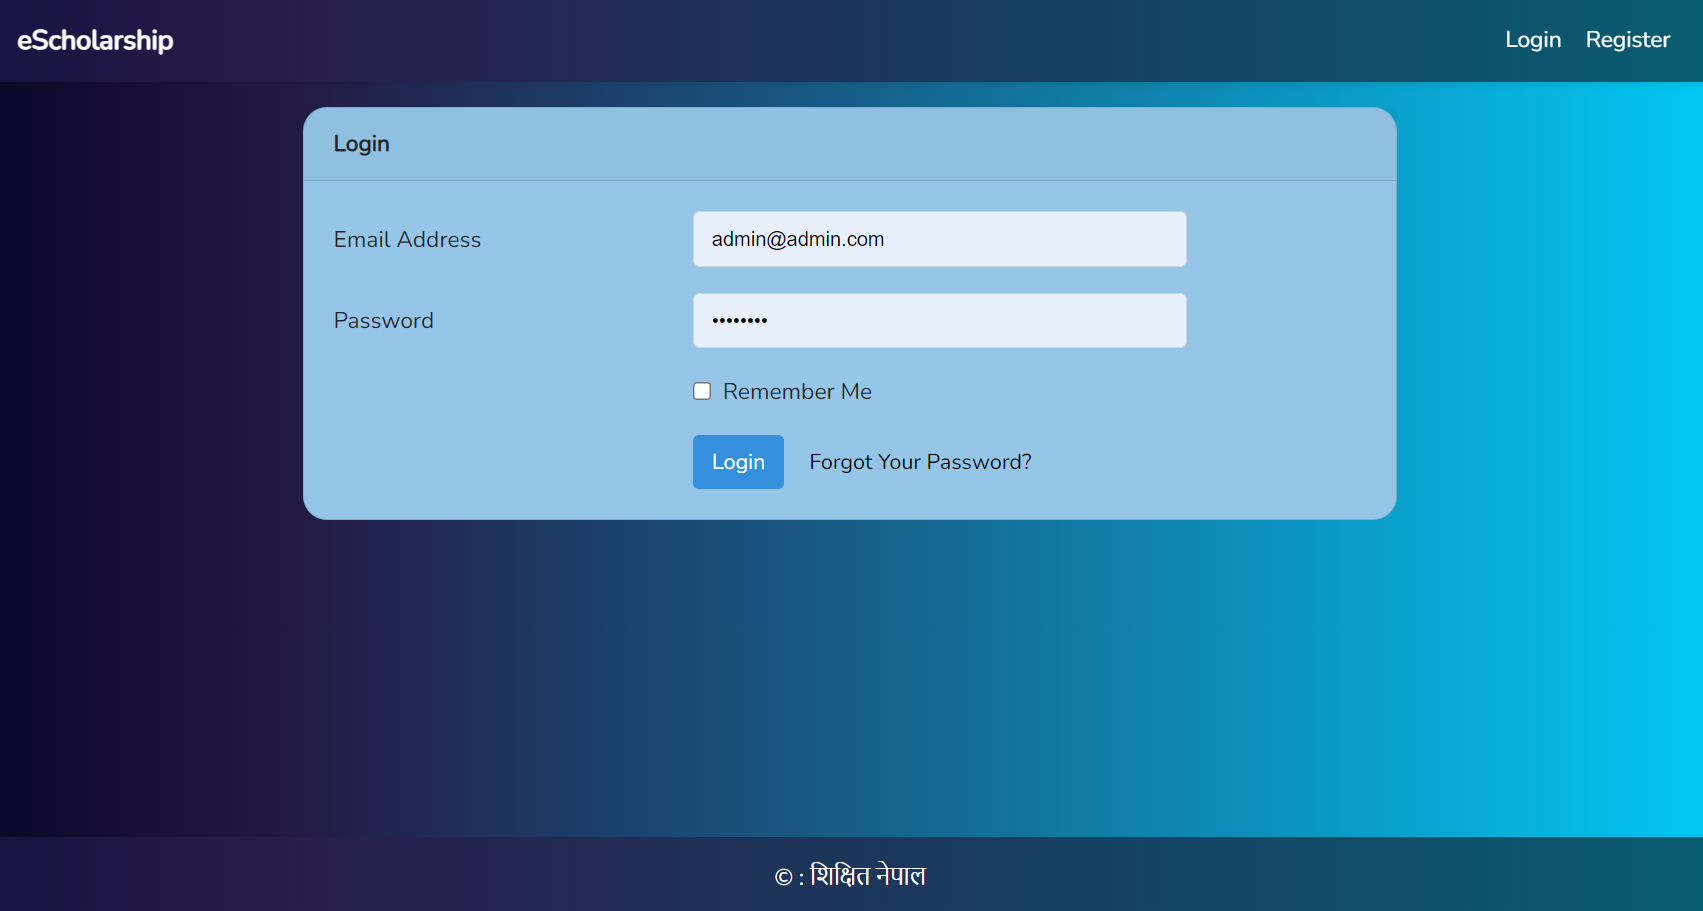 eScholarship
Login Register
Login
Email Address
admin@admin.com
Password
••••••••
Remember Me
Login
Forgot Your Password?
© : शिक्षित नेपाल